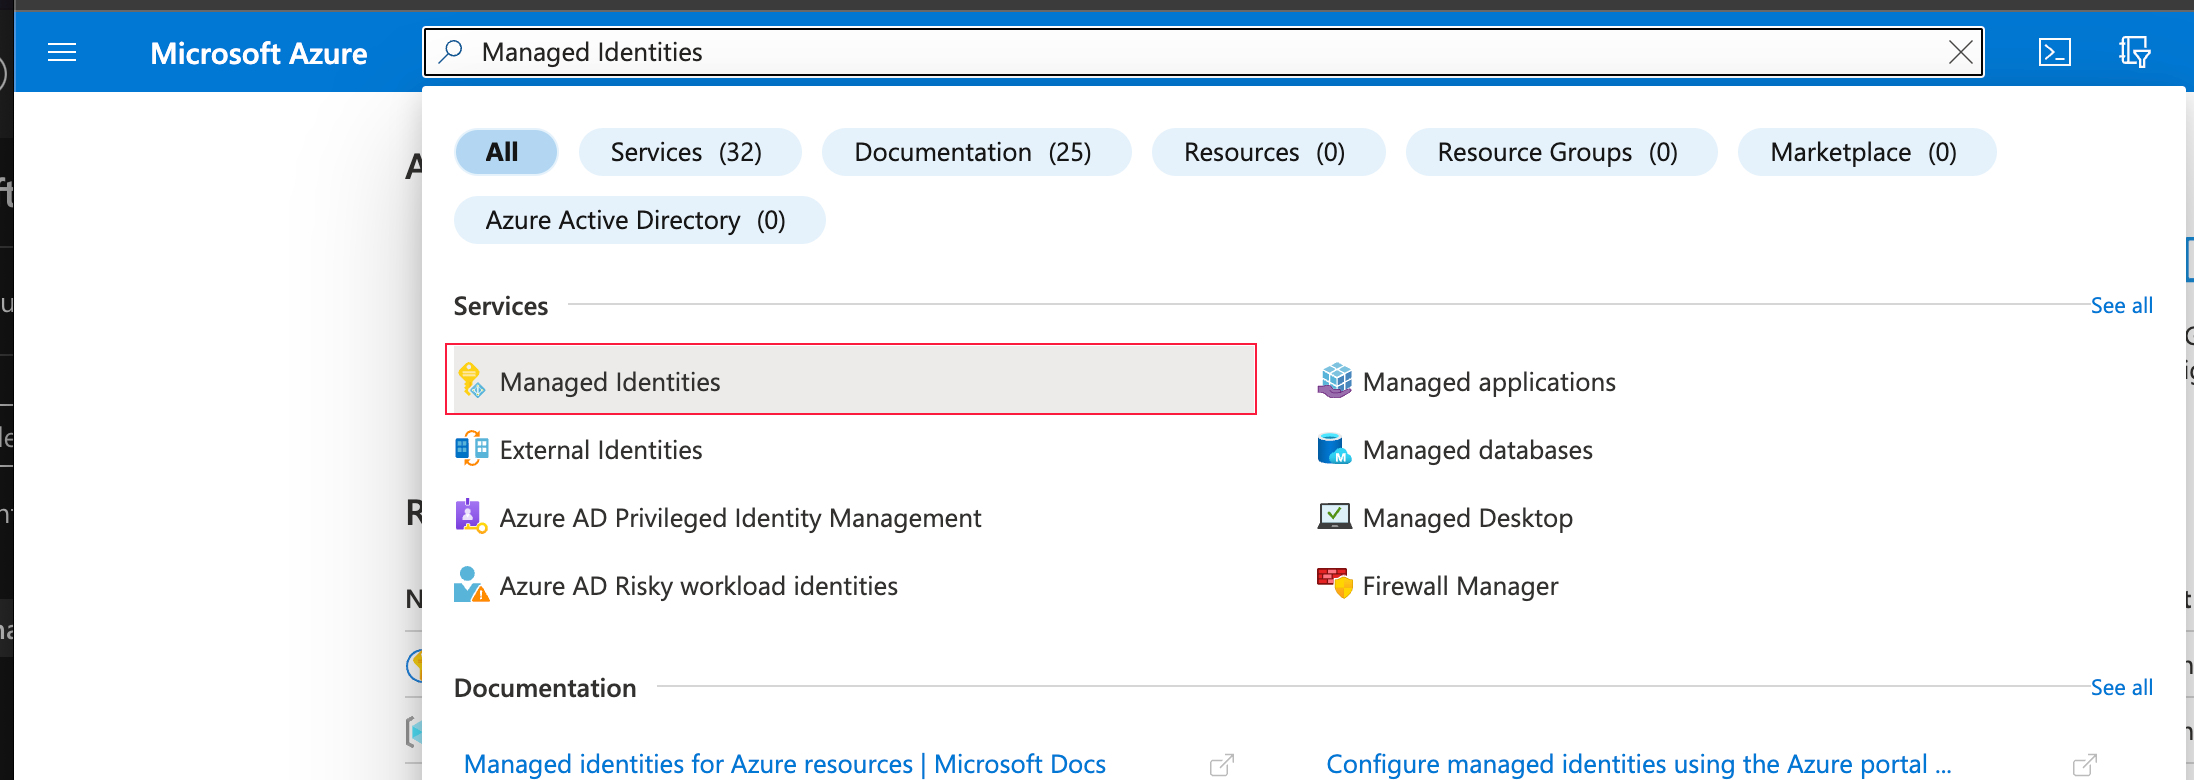 Microsoft Azure
Managed Identities
All
Services (32)
Documentation (25)
Resources (0)
Resource Groups (0)
Marketplace (0)
Azure Active Directory (0)
Services
See all
Managed Identities
Managed applications
External Identities
Managed databases
Azure AD Privileged Identity Management
Managed Desktop
Azure AD Risky workload identities
Firewall Manager
Documentation
See all
Managed identities for Azure resources | Microsoft Docs
Configure managed identities using the Azure portal ...